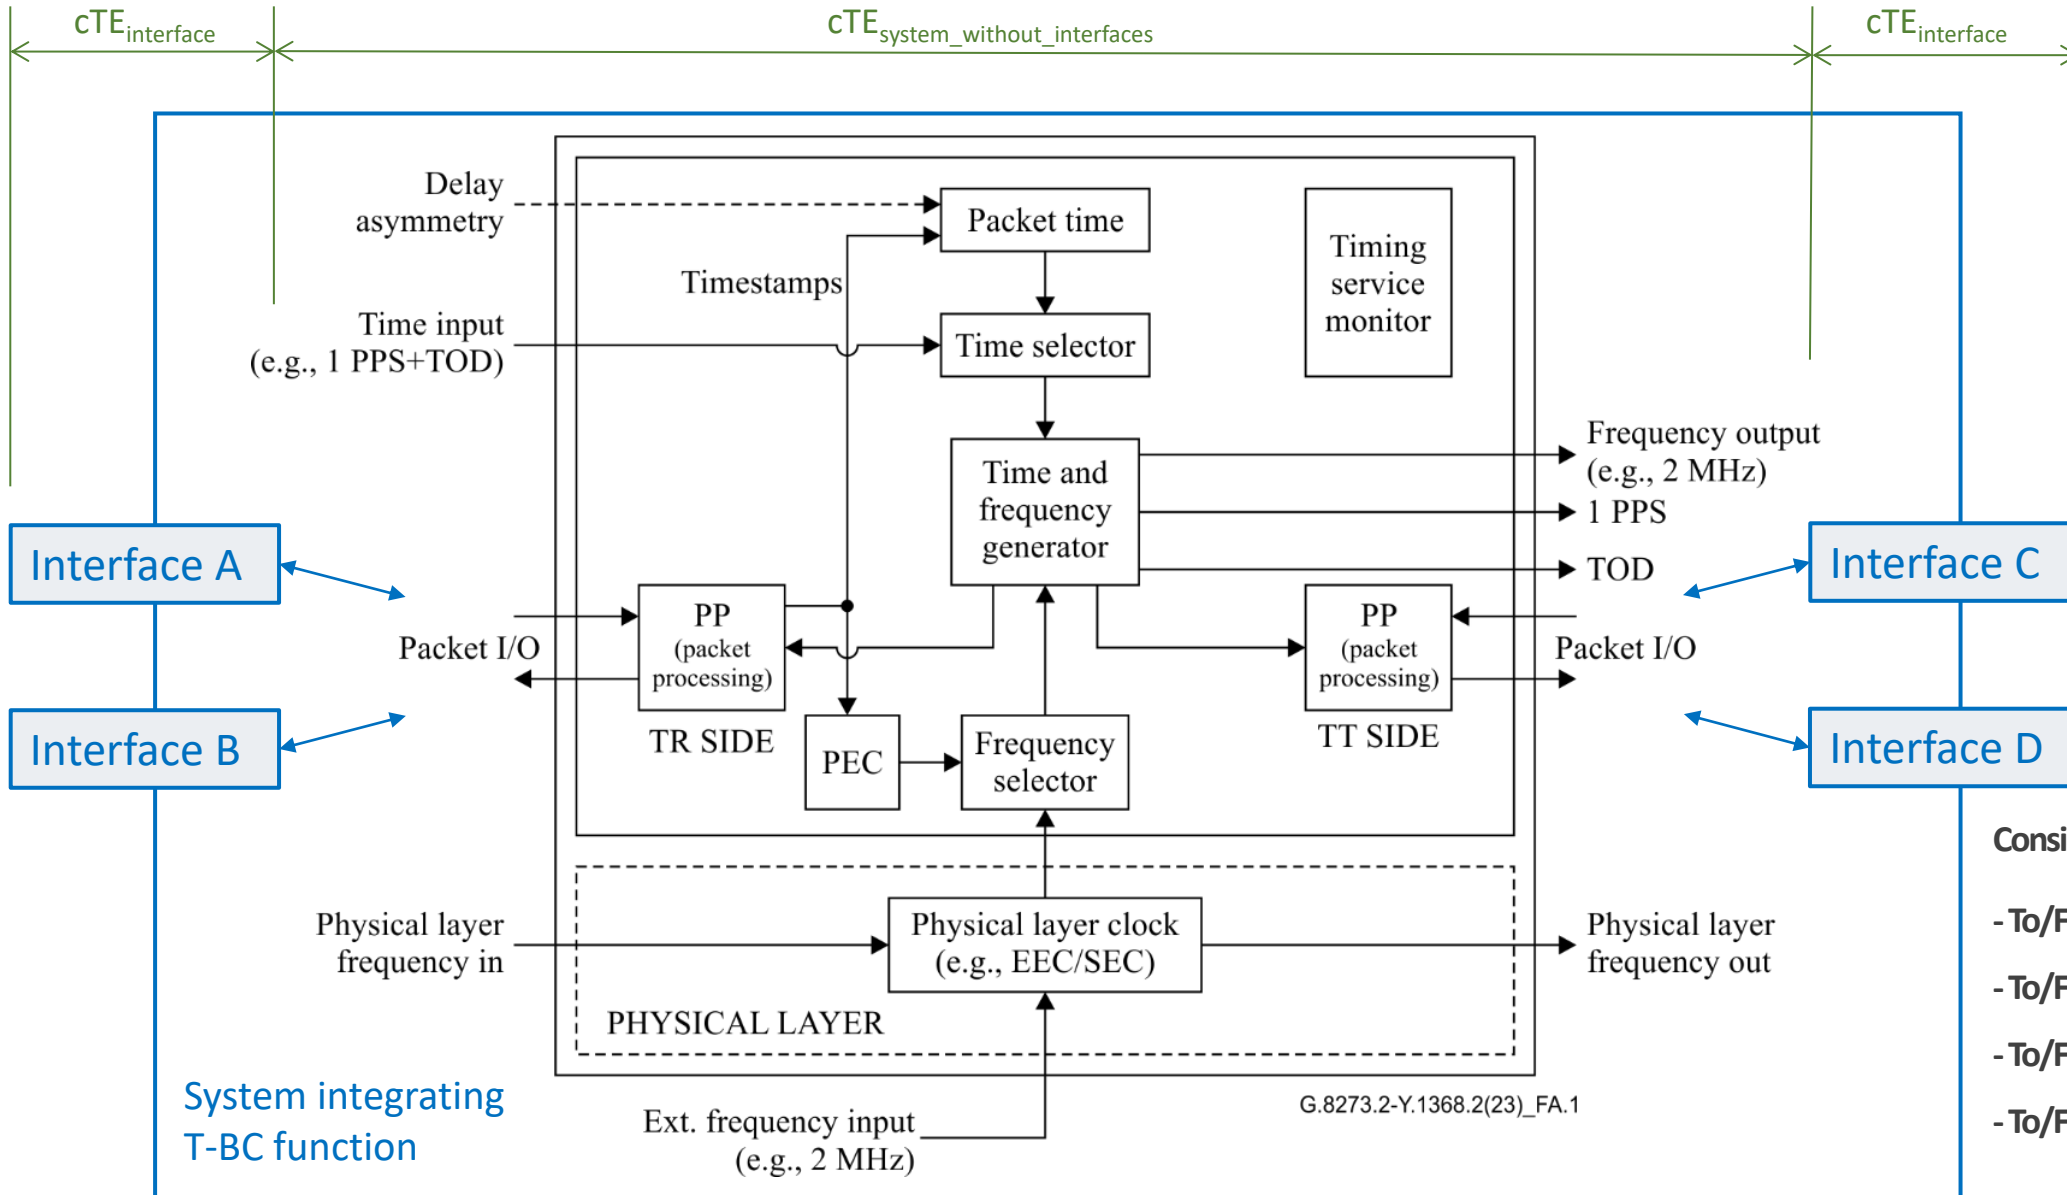 cTEinterface
cTEsystem_without_interfaces
cTEinterface
Delay
asymmetry
Packet time
Timing
service
monitor
Timestamps
Time input
(e.g., 1 PPS+TOD)
Time selector
Frequency output
(e.g., 2 MHz)
Time and
frequency
generator
1 PPS
TOD
Interface A
Interface C
PP
(packet
processing)
PP
(packet
processing)
Packet I/O
Packet I/O
TR SIDE
TT SIDE
Interface B
Interface D
PEC
Frequency
selector
Physical layer
frequency in
Physical layer clock
(e.g., EEC/SEC)
Physical layer
frequency out
PHYSICAL LAYER
System integrating
T-BC function
Ext. frequency input
(e.g., 2 MHz)
G.8273.2-Y.1368.2(23)_FA.1
- To/
- To/
- To/
- To/